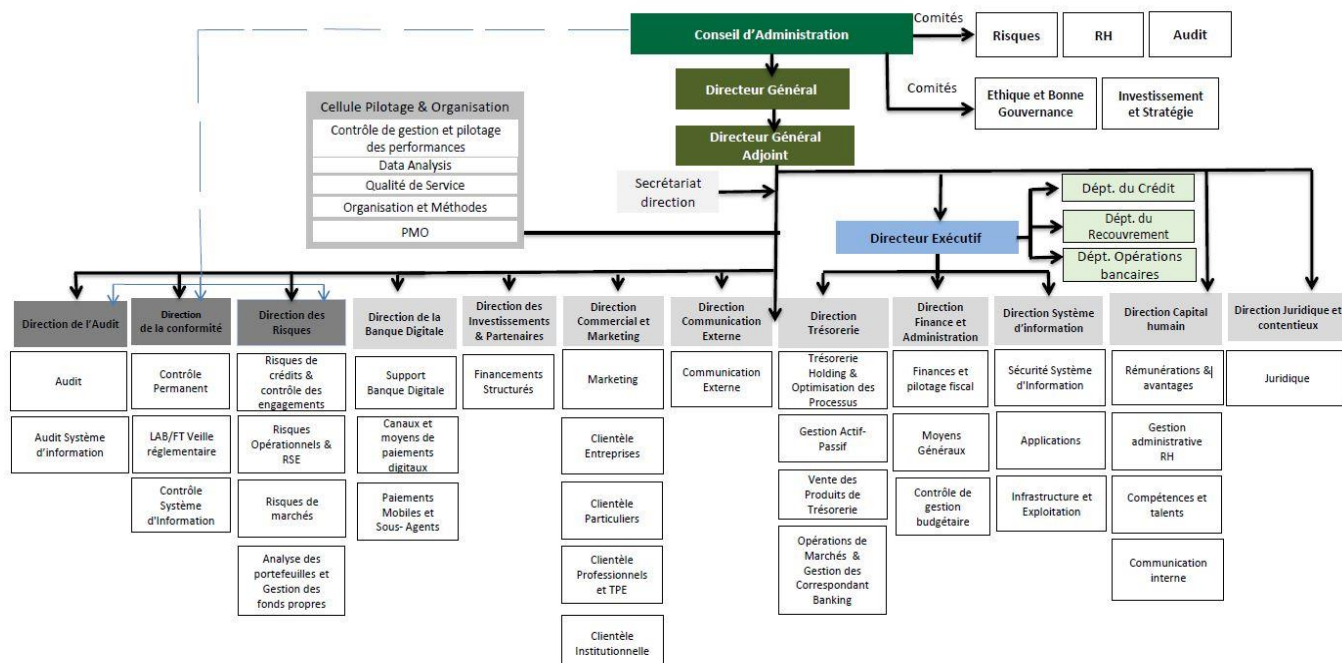 Conseil d'Administration
Comités
Risques
RH
Audit
Comités
Ethique et Bonne
Gouvernance
Investissement
et Stratégie
Directeur Général
Directeur Général
Adjoint
Cellule Pilotage & Organisation
Contrôle de gestion et pilotage
des performances
Data Analysis
Qualité de Service
Organisation et Méthodes
PMO
Secrétariat
direction
Directeur Exécutif
Dépt. du Crédit
Dépt. du
Recouvrement
Dépt. Opérations
bancaires
Direction de l'Audit
Audit
Audit Système
d'information
Direction
de la conformité
Contrôle
Permanent
LAB/FT Veille
réglementaire
Contrôle
Système
d'Information
Direction des
Risques
Risques de
crédits &
contrôle des
engagements
Risques
Opérationnels &
RSE
Risques de
marchés
Analyse des
portefeuilles et
Gestion des
fonds propres
Direction de la
Banque Digitale
Support
Banque Digitale
Canaux et
moyens de
paiements
digitaux
Paiements
Mobiles et
Sous- Agents
Direction des
Investissements
& Partenaires
Financements
Structurés
Direction
Commercial et
Marketing
Marketing
Clientèle
Entreprises
Clientèle
Particuliers
Clientèle
Professionnels
et TPE
Clientèle
Institutionnelle
Direction
Communication
Externe
Communication
Externe
Direction
Trésorerie
Trésorerie
Holding &
Optimisation des
Processus
Gestion Actif-
Passif
Vente des
Produits de
Trésorerie
Opérations de
Marchés &
Gestion des
Correspondant
Banking
Direction
Finance et
Administration
Finances et
pilotage fiscal
Moyens
Généraux
Contrôle de
gestion
budgétaire
Direction Système
d'information
Sécurité Système
d'Information
Applications
Infrastructure et
Exploitation
Direction Capital
humain
Rémunérations &
avantages
Gestion
administrative
RH
Compétences et
talents
Communication
interne
Direction Juridique et
contentieux
Juridique